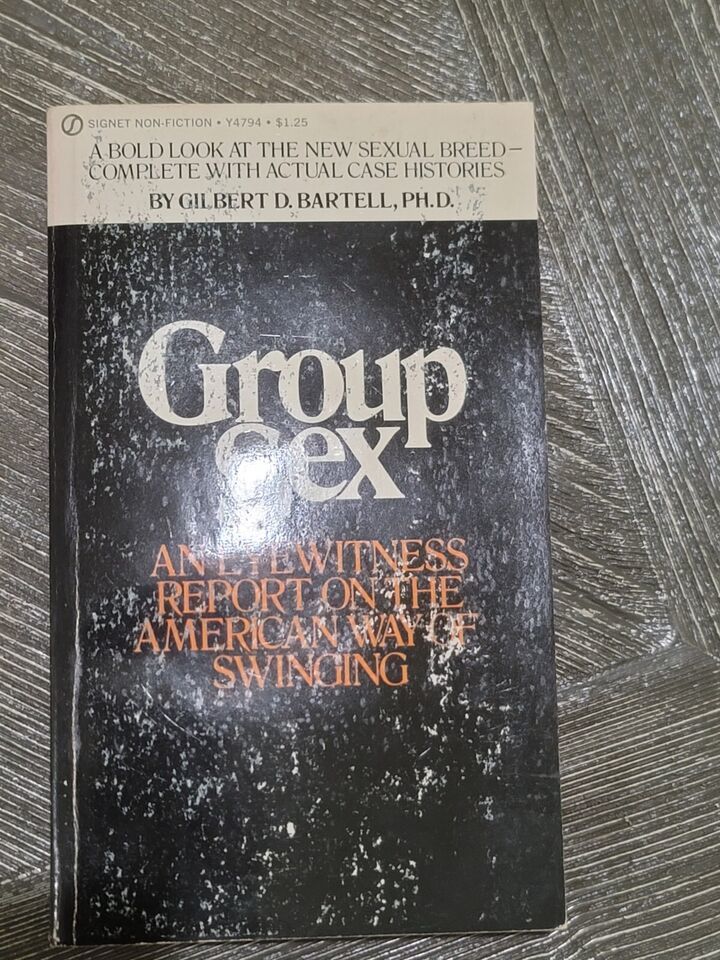 SIGNET NON-FICTION • Y4794 • $1.25
A BOLD LOOK AT THE NEW SEXUAL BREED—
COMPLETE WITH ACTUAL CASE HISTORIES
BY GILBERT D. BARTELL, PH.D.
Group
Sex
AN EYEWITNESS
REPORT ON THE
AMERICAN WAY OF
SWINGING